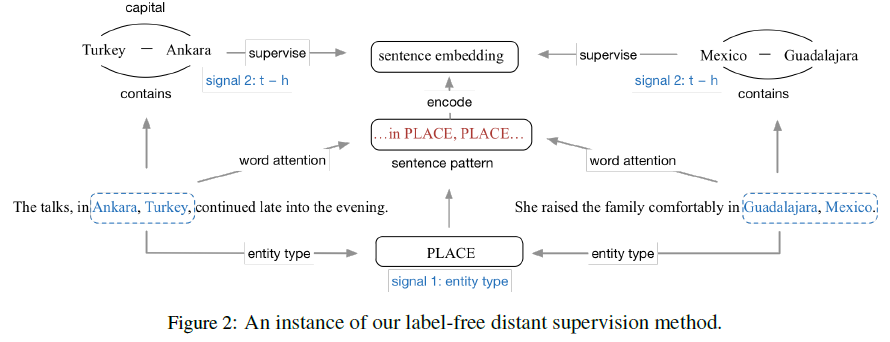 capital
Turkey – Ankara
supervise
sentence embedding
supervise
Mexico – Guadalajara
signal 2: t – h
signal 2: t – h
contains
encode
contains
…in PLACE, PLACE…
word attention
sentence pattern
word attention
The talks, in Ankara, Turkey, continued late into the evening.
She raised the family comfortably in Guadalajara, Mexico.
entity type
PLACE
entity type
signal 1: entity type
Figure 2: An instance of our label-free distant supervision method.